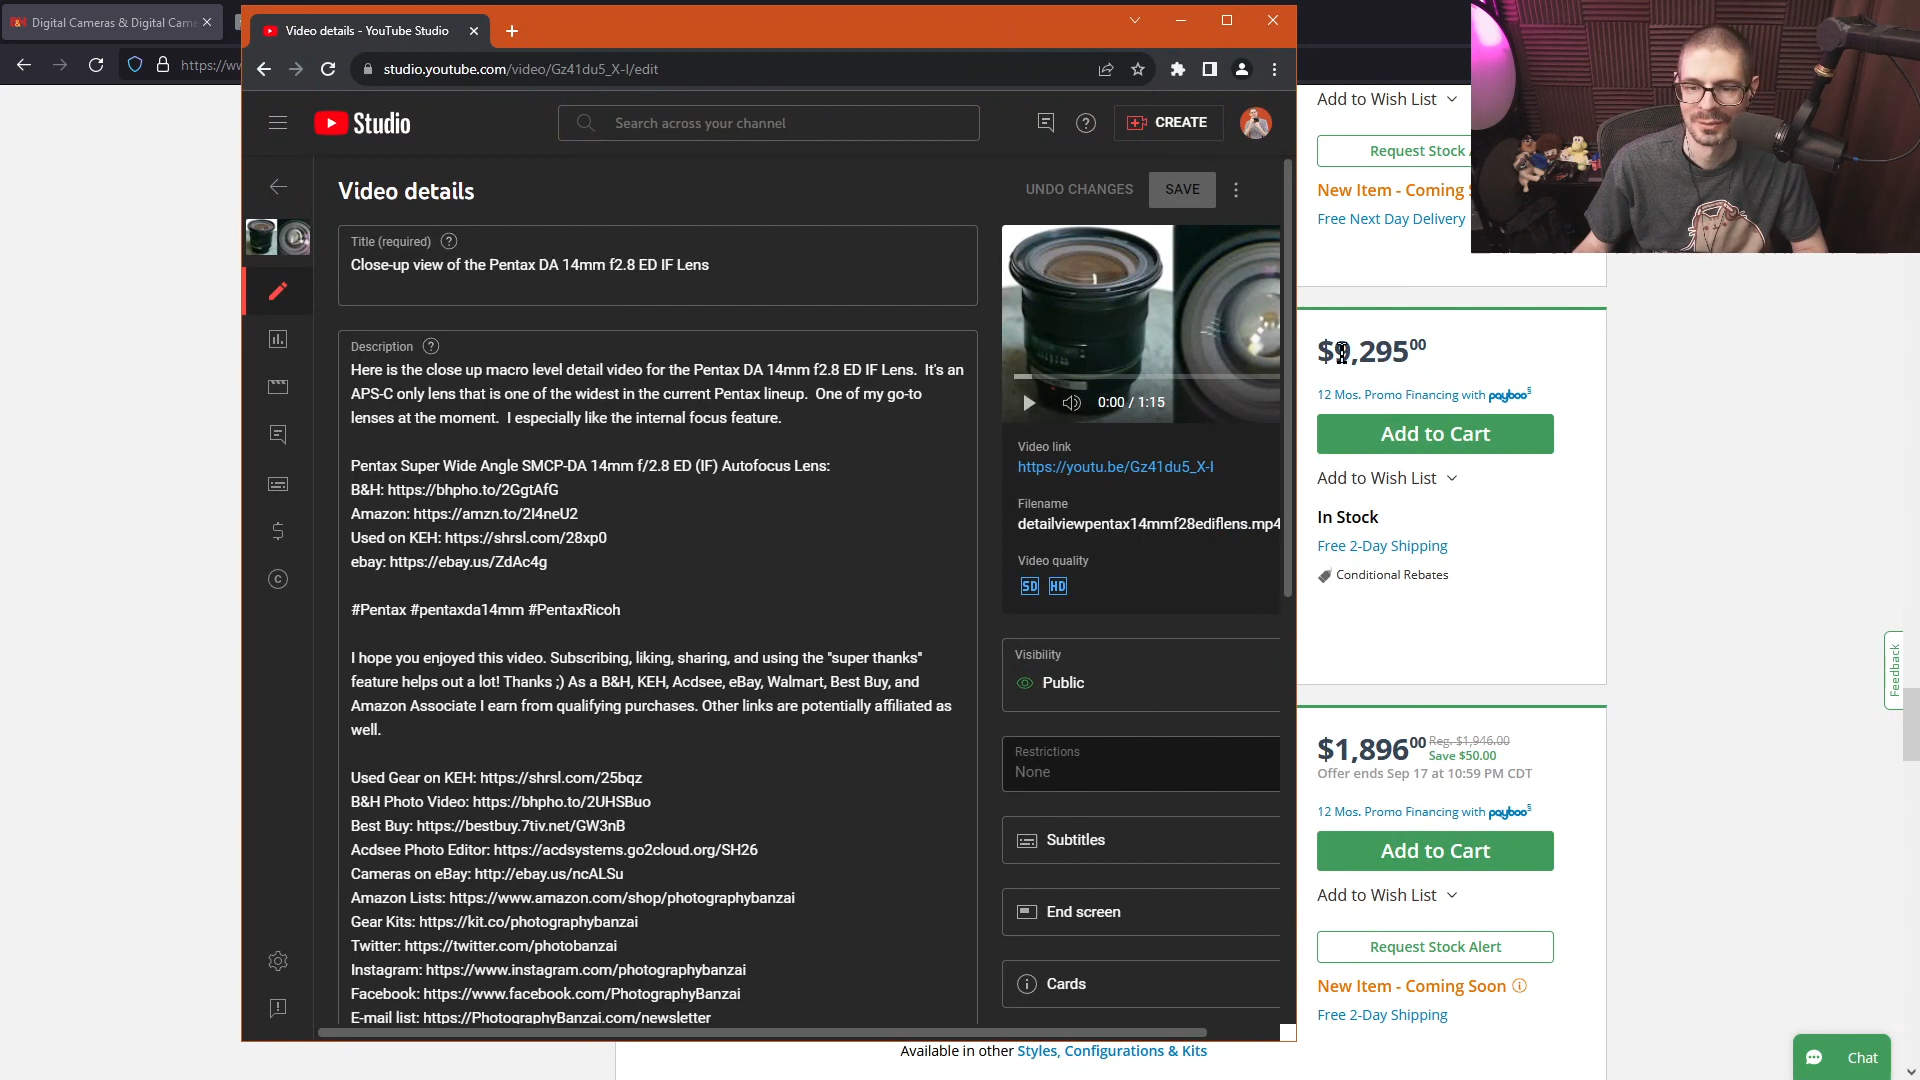 Digital Cameras & Digital Came
Video details - YouTube Studio
https://ww
studio.youtube.com/video/Gz41du5_X-I/edit
Studio
Search across your channel
CREATE
Video details
UNDO CHANGES
SAVE
Title (required)
Close-up view of the Pentax DA 14mm f2.8 ED IF Lens
Description
Here is the close up macro level detail video for the Pentax DA 14mm f2.8 ED IF Lens.  It's an
APS-C only lens that is one of the widest in the current Pentax lineup.  One of my go-to
lenses at the moment.  I especially like the internal focus feature.
Pentax Super Wide Angle SMCP-DA 14mm f/2.8 ED (IF) Autofocus Lens:
B&H: https://bhpho.to/2GgtAfG
Amazon: https://amzn.to/2I4neU2
Used on KEH: https://shrsl.com/28xp0
ebay: https://ebay.us/ZdAc4g
#Pentax #pentaxda14mm #PentaxRicoh
I hope you enjoyed this video. Subscribing, liking, sharing, and using the "super thanks"
feature helps out a lot! Thanks ;) As a B&H, KEH, Acdsee, eBay, Walmart, Best Buy, and
Amazon Associate I earn from qualifying purchases. Other links are potentially affiliated as
well.
Used Gear on KEH: https://shrsl.com/25bqz
B&H Photo Video: https://bhpho.to/2UHSBuo
Best Buy: https://bestbuy.7tiv.net/GW3nB
Acdsee Photo Editor: https://acdsystems.go2cloud.org/SH26
Cameras on eBay: http://ebay.us/ncALSu
Amazon Lists: https://www.amazon.com/shop/photographybanzai
Gear Kits: https://kit.co/photographybanzai
Twitter: https://twitter.com/photobanzai
Instagram: https://www.instagram.com/photographybanzai
Facebook: https://www.facebook.com/PhotographyBanzai
E-mail list: https://PhotographyBanzai.com/newsletter
0:00 / 1:15
Video link
https://youtu.be/Gz41du5_X-I
Filename
detailviewpentax14mmf28ediflens.mp4
Video quality
SD HD
Visibility
Public
Restrictions
None
Subtitles
End screen
Cards
Add to Wish List
Request Stock
New Item - Coming
Free Next Day Delivery
,295 00
12 Mos. Promo Financing with payboo§
Add to Cart
Add to Wish List
In Stock
Free 2-Day Shipping
Conditional Rebates
$1,896 00 Reg. $1,946.00
Save $50.00
Offer ends Sep 17 at 10:59 PM CDT
12 Mos. Promo Financing with payboo§
Add to Cart
Add to Wish List
Request Stock Alert
New Item - Coming Soon
Free 2-Day Shipping
Available in other Styles, Configurations & Kits
Feedback
Chat